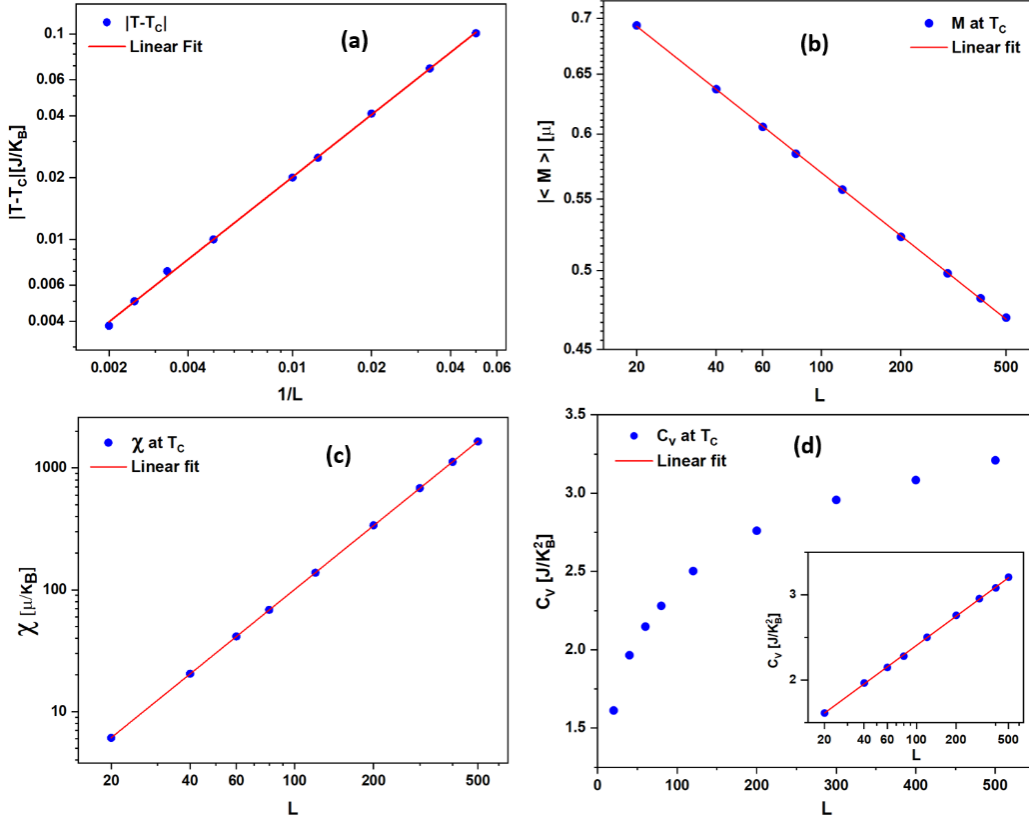 |T-T_C|
Linear Fit
(a)
|T-T_C|[J/K_B]
0.1
0.06
0.04
0.02
0.01
0.006
0.004
0.002
0.004
0.01
0.02
0.04
0.06
1/L
M at T_C
Linear fit
(b)
|< M >| [μ]
0.7
0.65
0.6
0.55
0.5
0.45
20
40
60
100
200
500
L
χ at T_C
Linear fit
(c)
χ [μ/K_B]
1000
100
10
20
40
60
100
200
500
L
C_v at T_C
Linear fit
(d)
C_V [J/K_B^2]
3.5
3.0
2.5
2.0
1.5
0
100
200
300
400
500
L
C_V [J/K_B^2]
3
2
20
40
60
100
200
500
L